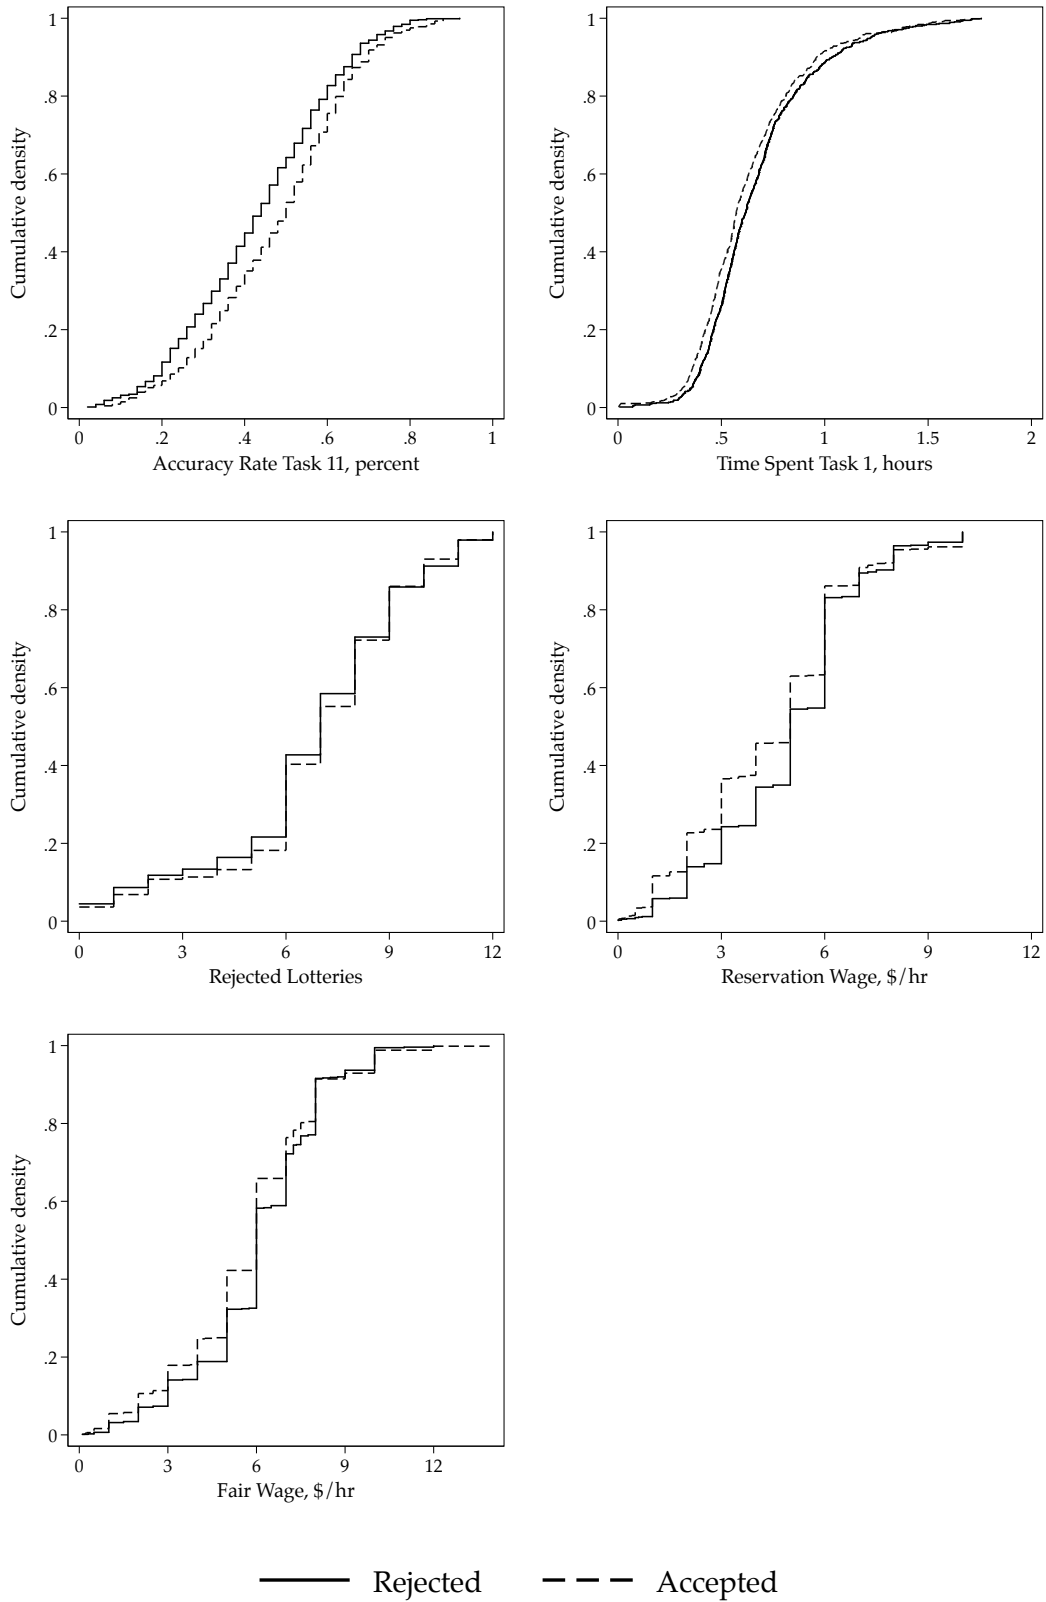 Cumulative density
1
.8
.6
.4
.2
0
0 .2 .4 .6 .8 1
Accuracy Rate Task 11, percent
Cumulative density
1
.8
.6
.4
.2
0
0 .5 1 1.5 2
Time Spent Task 1, hours
Cumulative density
1
.8
.6
.4
.2
0
0 3 6 9 12
Rejected Lotteries
Cumulative density
1
.8
.6
.4
.2
0
0 3 6 9 12
Reservation Wage, $/hr
Cumulative density
1
.8
.6
.4
.2
0
0 3 6 9 12
Fair Wage, $/hr
Rejected Accepted